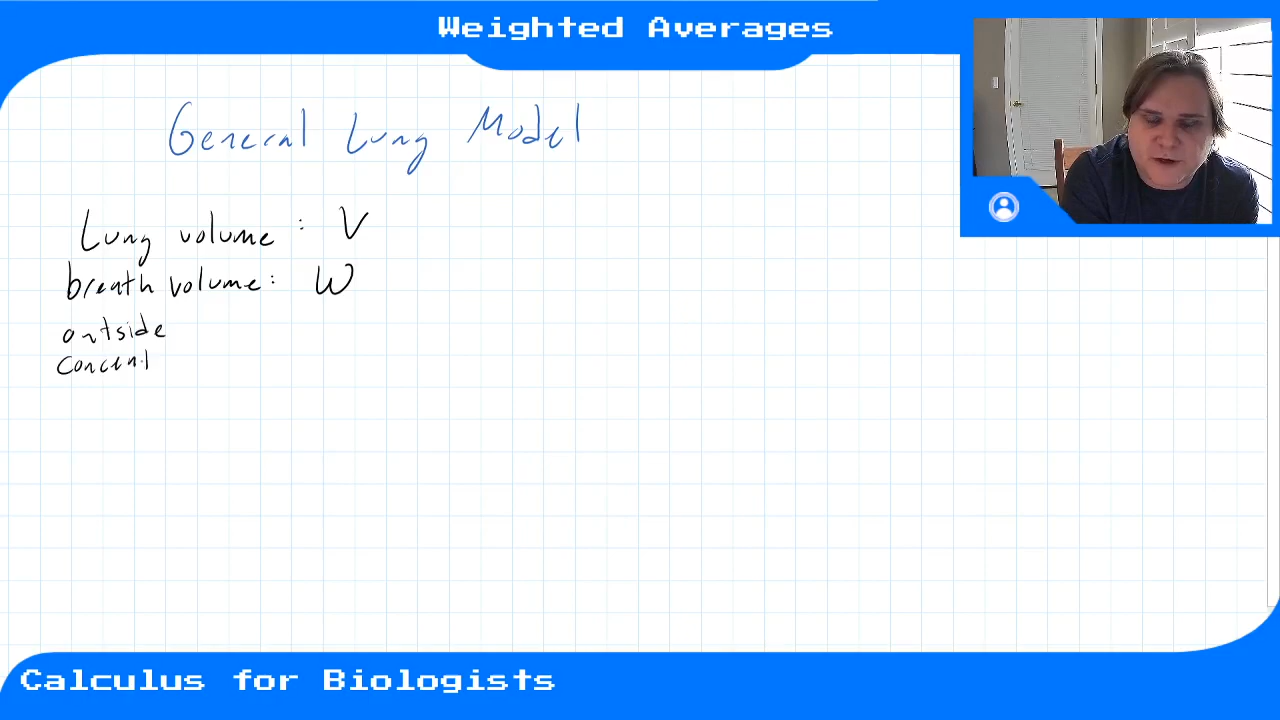 Weighted Averages
General Lung Model
Lung volume: V
breath volume: W
outside
concent
Calculus for Biologists